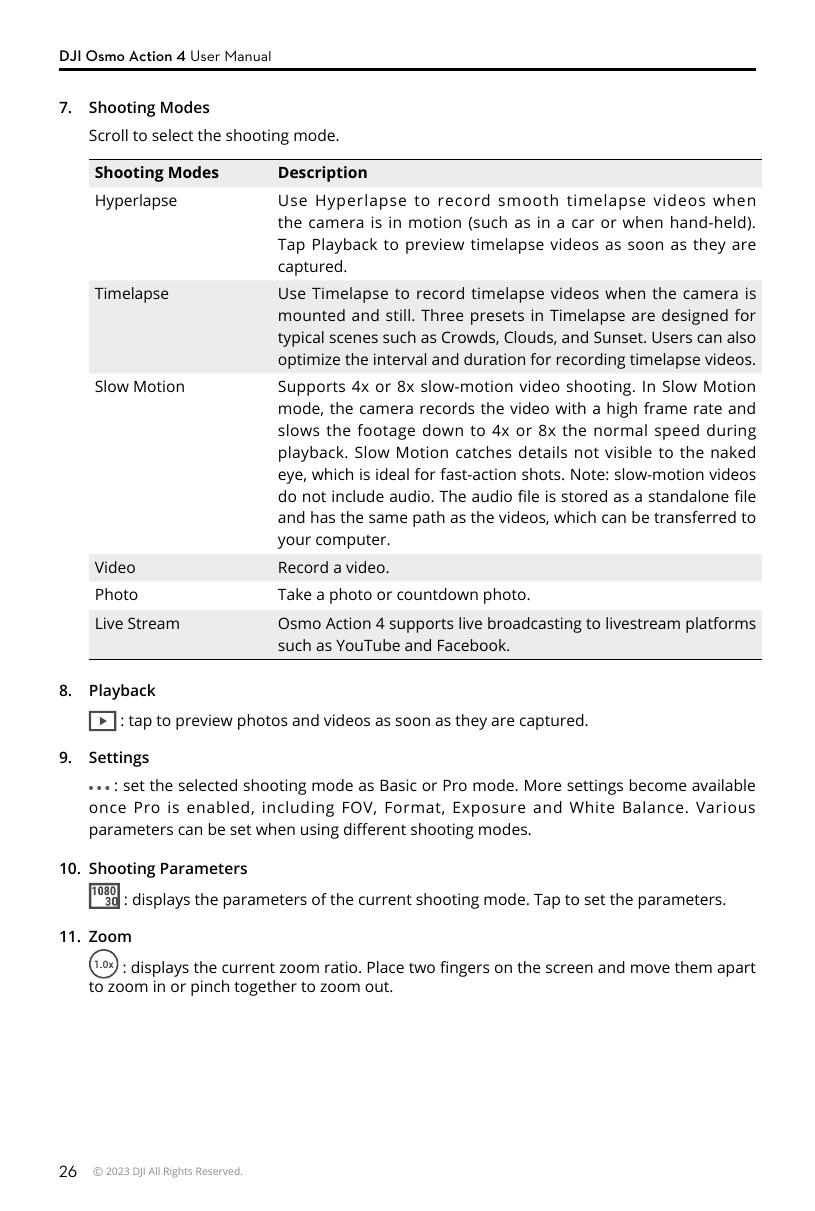 DJI Osmo Action 4 User Manual
7. Shooting Modes
Scroll to select the shooting mode.
Shooting Modes Description
Hyperlapse Use Hyperlapse to record smooth timelapse videos when
the camera is in motion (such as in a car or when hand-held).
Tap Playback to preview timelapse videos as soon as they are
captured.
Timelapse Use Timelapse to record timelapse videos when the camera is
mounted and still. Three presets in Timelapse are designed for
typical scenes such as Crowds, Clouds, and Sunset. Users can also
optimize the interval and duration for recording timelapse videos.
Slow Motion Supports 4x or 8x slow-motion video shooting. In Slow Motion
mode, the camera records the video with a high frame rate and
slows the footage down to 4x or 8x the normal speed during
playback. Slow Motion catches details not visible to the naked
eye, which is ideal for fast-action shots. Note: slow-motion videos
do not include audio. The audio file is stored as a standalone file
and has the same path as the videos, which can be transferred to
your computer.
Video Record a video.
Photo Take a photo or countdown photo.
Live Stream Osmo Action 4 supports live broadcasting to livestream platforms
such as YouTube and Facebook.
8. Playback
: tap to preview photos and videos as soon as they are captured.
9. Settings
••• : set the selected shooting mode as Basic or Pro mode. More settings become available
once Pro is enabled, including FOV, Format, Exposure and White Balance. Various
parameters can be set when using different shooting modes.
10. Shooting Parameters
1080 30 : displays the parameters of the current shooting mode. Tap to set the parameters.
11. Zoom
1.0x : displays the current zoom ratio. Place two fingers on the screen and move them apart
to zoom in or pinch together to zoom out.
26 © 2023 DJI All Rights Reserved.